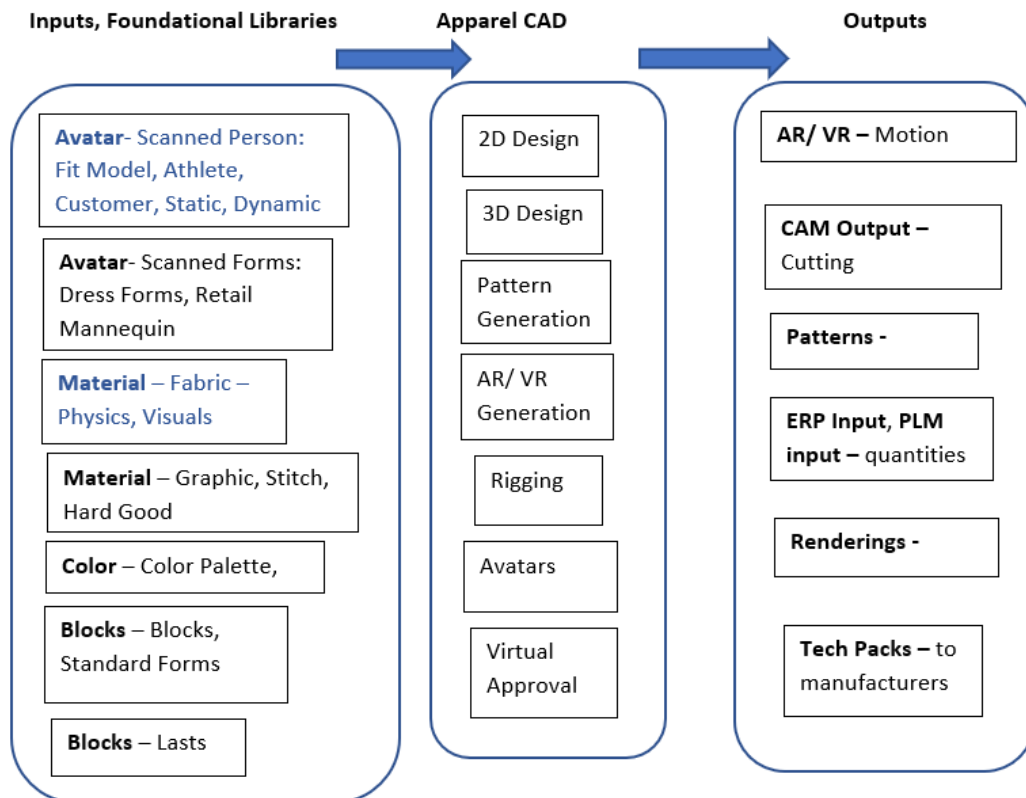 Inputs, Foundational Libraries
Apparel CAD
Outputs
Avatar- Scanned Person:
Fit Model, Athlete,
Customer, Static, Dynamic
Avatar- Scanned Forms:
Dress Forms, Retail
Mannequin
Material – Fabric –
Physics, Visuals
Material – Graphic, Stitch,
Hard Good
Color – Color Palette,
Blocks – Blocks,
Standard Forms
Blocks – Lasts
2D Design
3D Design
Pattern
Generation
AR/ VR
Generation
Rigging
Avatars
Virtual
Approval
AR/ VR – Motion
CAM Output –
Cutting
Patterns -
ERP Input, PLM
input – quantities
Renderings -
Tech Packs – to
manufacturers